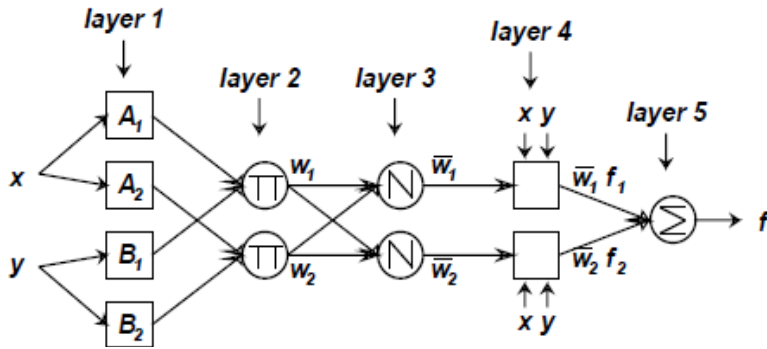 layer 1
layer 4
layer 2 layer 3
x y
layer 5
A₁
x
A₂
∏ w₁ N w̅₁
w̅₁ f₁
Σ f
y
B₁
∏ w₂ N w̅₂
w̅₂ f₂
B₂
x y